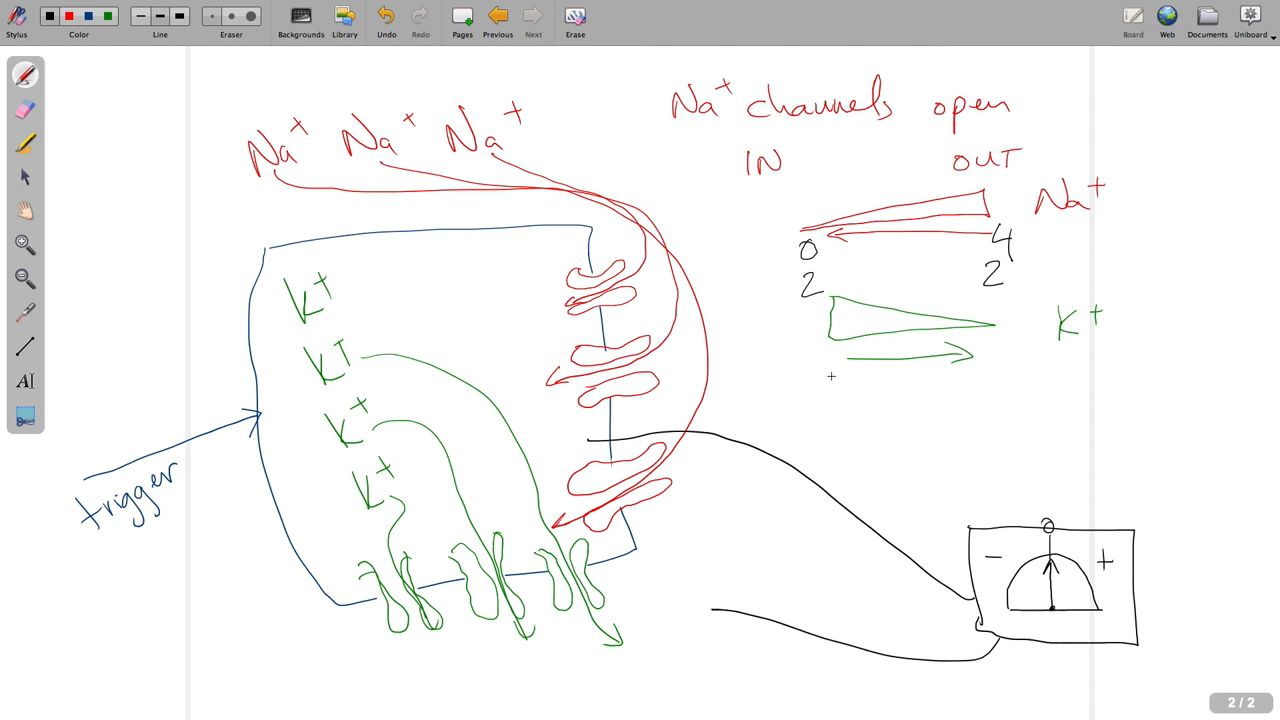 Stylus Color Line Eraser Backgrounds Library Undo Redo Pages Previous Next Erase Board Web Documents Uniboard
Na+ channels open
Na+ Na+ Na+
IN OUT
Na+
0 4
2 2
K+
K+
K+
K+
K+
trigger
0
- +
AI
2 / 2